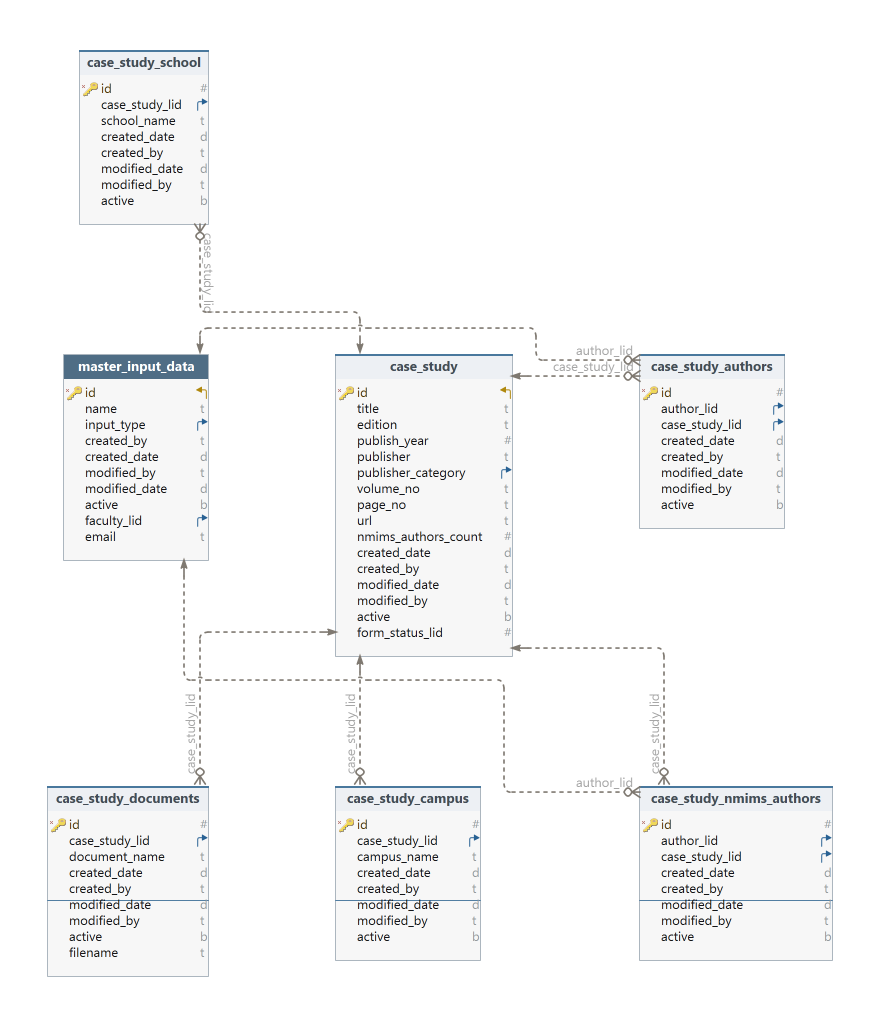 case_study_school
id #
case_study_lid
school_name t
created_date d
created_by t
modified_date d
modified_by t
active b
case_study_lid
master_input_data
id
name t
input_type
created_by t
created_date d
modified_by t
modified_date d
active b
faculty_lid
email t
case_study
id
title t
edition t
publish_year #
publisher t
publisher_category
volume_no t
page_no t
url t
nmims_authors_count #
created_date d
created_by t
modified_date d
modified_by t
active b
form_status_lid #
author_lid
case_study_lid
case_study_authors
id #
author_lid
case_study_lid
created_date d
created_by t
modified_date d
modified_by t
active b
case_study_lid
case_study_lid
case_study_lid
author_lid
case_study_documents
id #
case_study_lid
document_name t
created_date d
created_by t
modified_date d
modified_by t
active b
filename t
case_study_campus
id #
case_study_lid
campus_name t
created_date d
created_by t
modified_date d
modified_by t
active b
case_study_nmims_authors
id #
author_lid
case_study_lid
created_date d
created_by t
modified_date d
modified_by t
active b